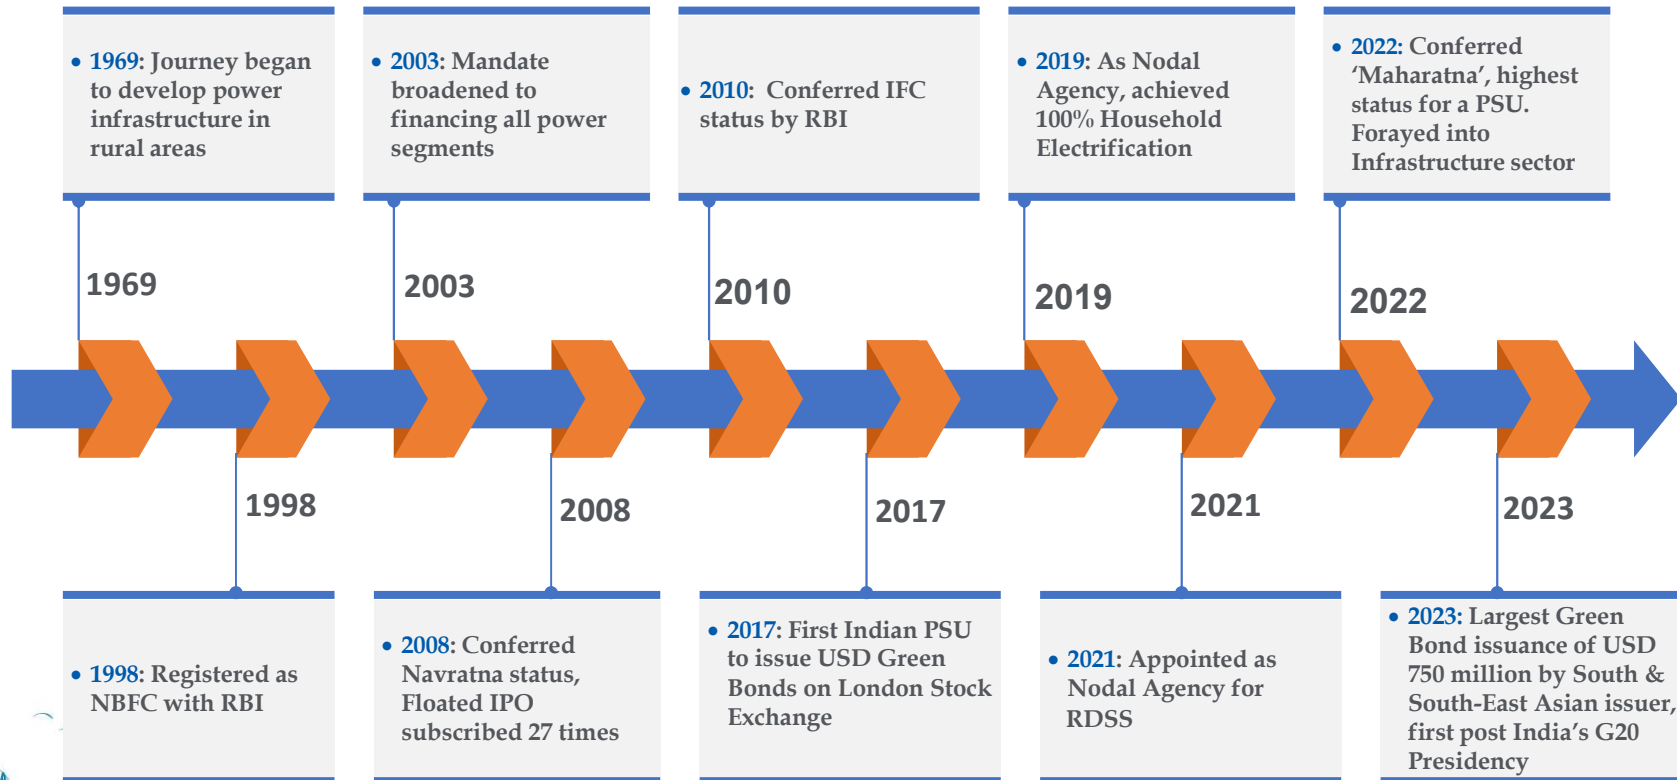 • 1969: Journey began
to develop power
infrastructure in
rural areas
• 2003: Mandate
broadened to
financing all power
segments
• 2010:  Conferred IFC
status by RBI
• 2019: As Nodal
Agency, achieved
100% Household
Electrification
• 2022: Conferred
‘Maharatna’, highest
status for a PSU.
Forayed into
Infrastructure sector
1969
2003
2010
2019
2022
1998
2008
2017
2021
2023
• 1998: Registered as
NBFC with RBI
• 2008: Conferred
Navratna status,
Floated IPO
subscribed 27 times
• 2017: First Indian PSU
to issue USD Green
Bonds on London Stock
Exchange
• 2021: Appointed as
Nodal Agency for
RDSS
• 2023: Largest Green
Bond issuance of USD
750 million by South &
South-East Asian issuer,
first post India’s G20
Presidency